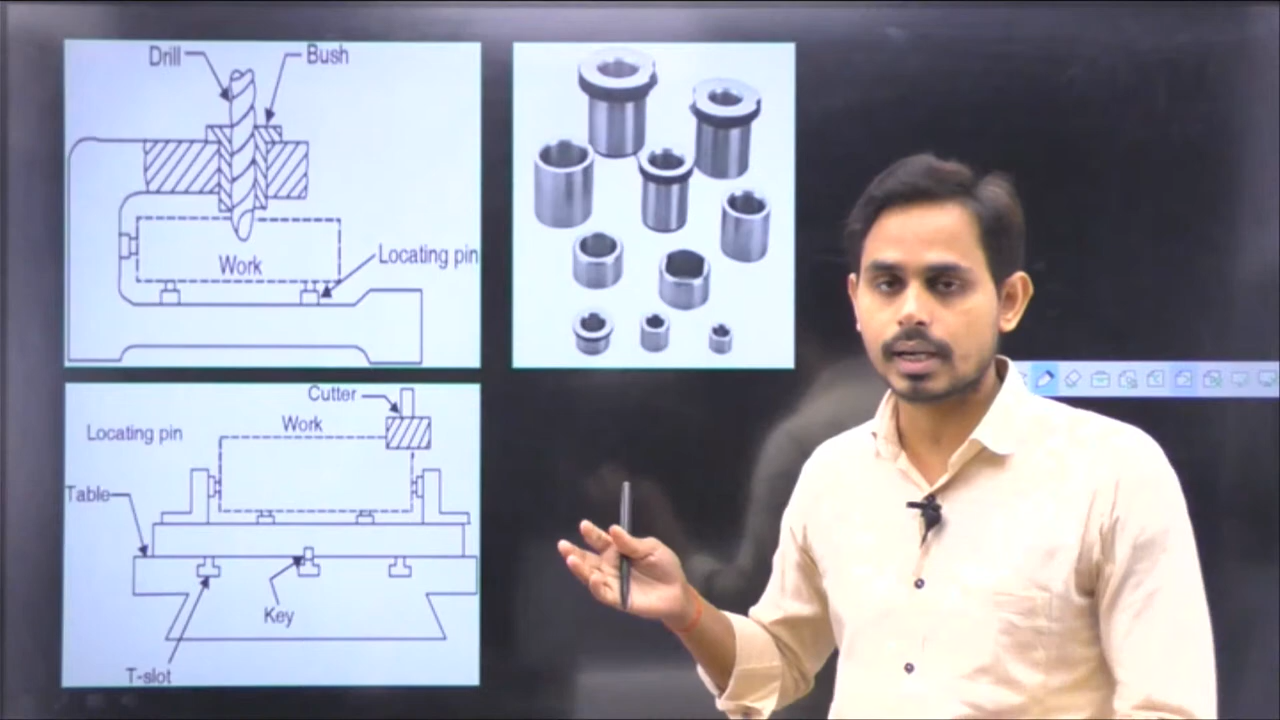 Drill
Bush
Work
Locating pin
Cutter
Work
Locating pin
Table
Key
T-slot